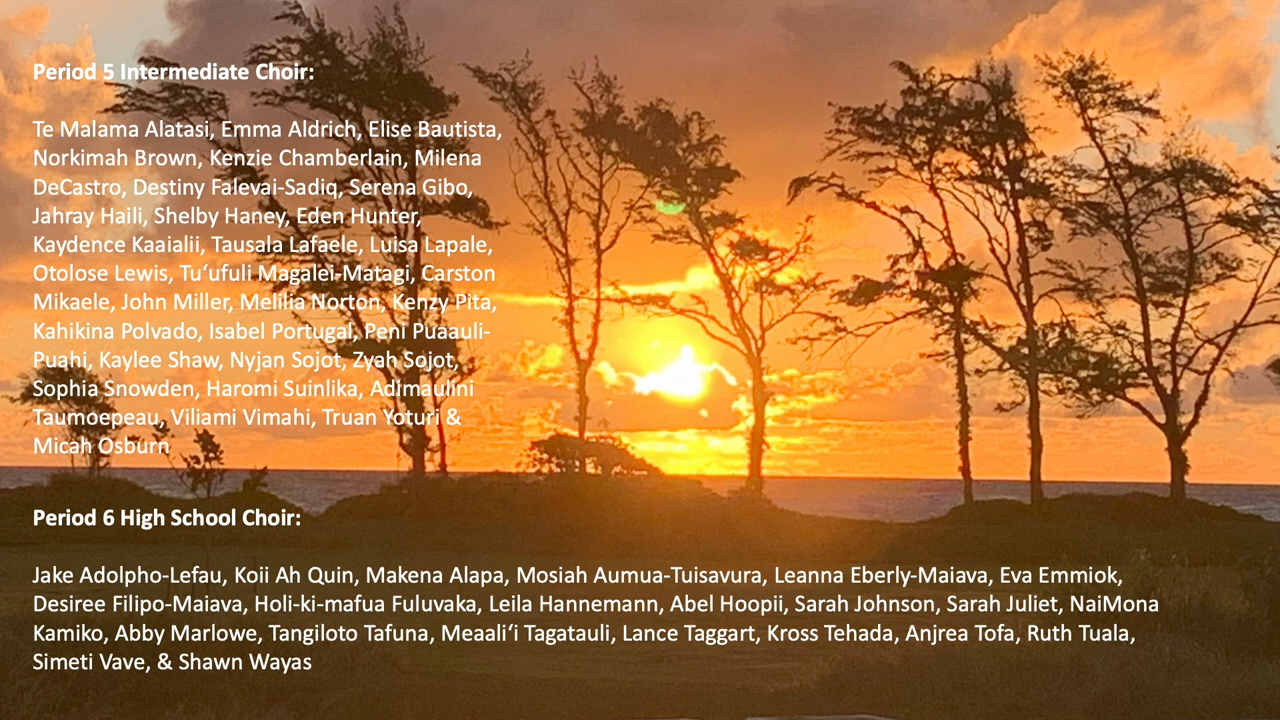 Period 5 Intermediate Choir:
Te Malama Alatasi, Emma Aldrich, Elise Bautista,
Norkimah Brown, Kenzie Chamberlain, Milena
DeCastro, Destiny Falevai-Sadiq, Serena Gibo,
Jahray Haili, Shelby Haney, Eden Hunter,
Kaydence Kaaialii, Tausala Lafaele, Luisa Lapale,
Otolose Lewis, Tuʻufuli Magalei-Matagi, Carston
Mikaele, John Miller, Melilia Norton, Kenzy Pita,
Kahikina Polvado, Isabel Portugal, Peni Puaauli-
Puahi, Kaylee Shaw, Nyjan Sojot, Zyah Sojot,
Sophia Snowden, Haromi Suinlika, Adimaulini
Taumoepeau, Viliami Vimahi, Truan Yoturi &
Micah Osburn
Period 6 High School Choir:
Jake Adolpho-Lefau, Koii Ah Quin, Makena Alapa, Mosiah Aumua-Tuisavura, Leanna Eberly-Maiava, Eva Emmiok,
Desiree Filipo-Maiava, Holi-ki-mafua Fuluvaka, Leila Hannemann, Abel Hoopii, Sarah Johnson, Sarah Juliet, NaiMona
Kamiko, Abby Marlowe, Tangiloto Tafuna, Meaaliʻi Tagatauli, Lance Taggart, Kross Tehada, Anjrea Tofa, Ruth Tuala,
Simeti Vave, & Shawn Wayas